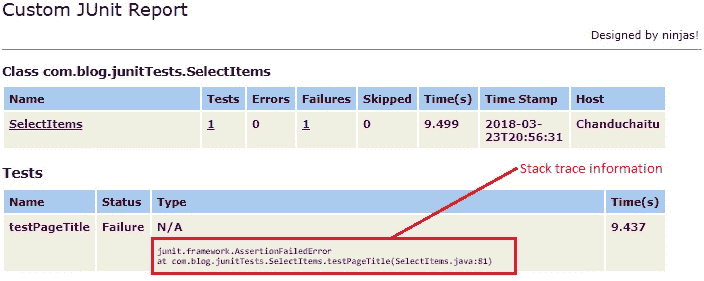 Custom JUnit Report
Designed by ninjas!
Class com.blog.junitTests.SelectItems
Name Tests Errors Failures Skipped Time(s) Time Stamp Host
SelectItems 1 0 1 0 9.499 2018-03-
23T20:56:31 Chanduchaitu
Stack trace information
Tests
Name Status Type Time(s)
testPageTitle Failure N/A 9.437
junit.framework.AssertionFailedError
at com.blog.junitTests.SelectItems.testPageTitle(SelectItems.java:81)